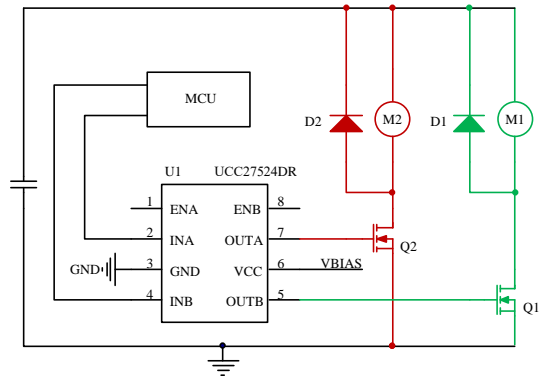 MCU
D2
M2
D1
M1
U1
UCC27524DR
1
ENA
ENB
8
2
INA
OUTA
7
Q2
GND
3
GND
VCC
6
VBIAS
4
INB
OUTB
5
Q1